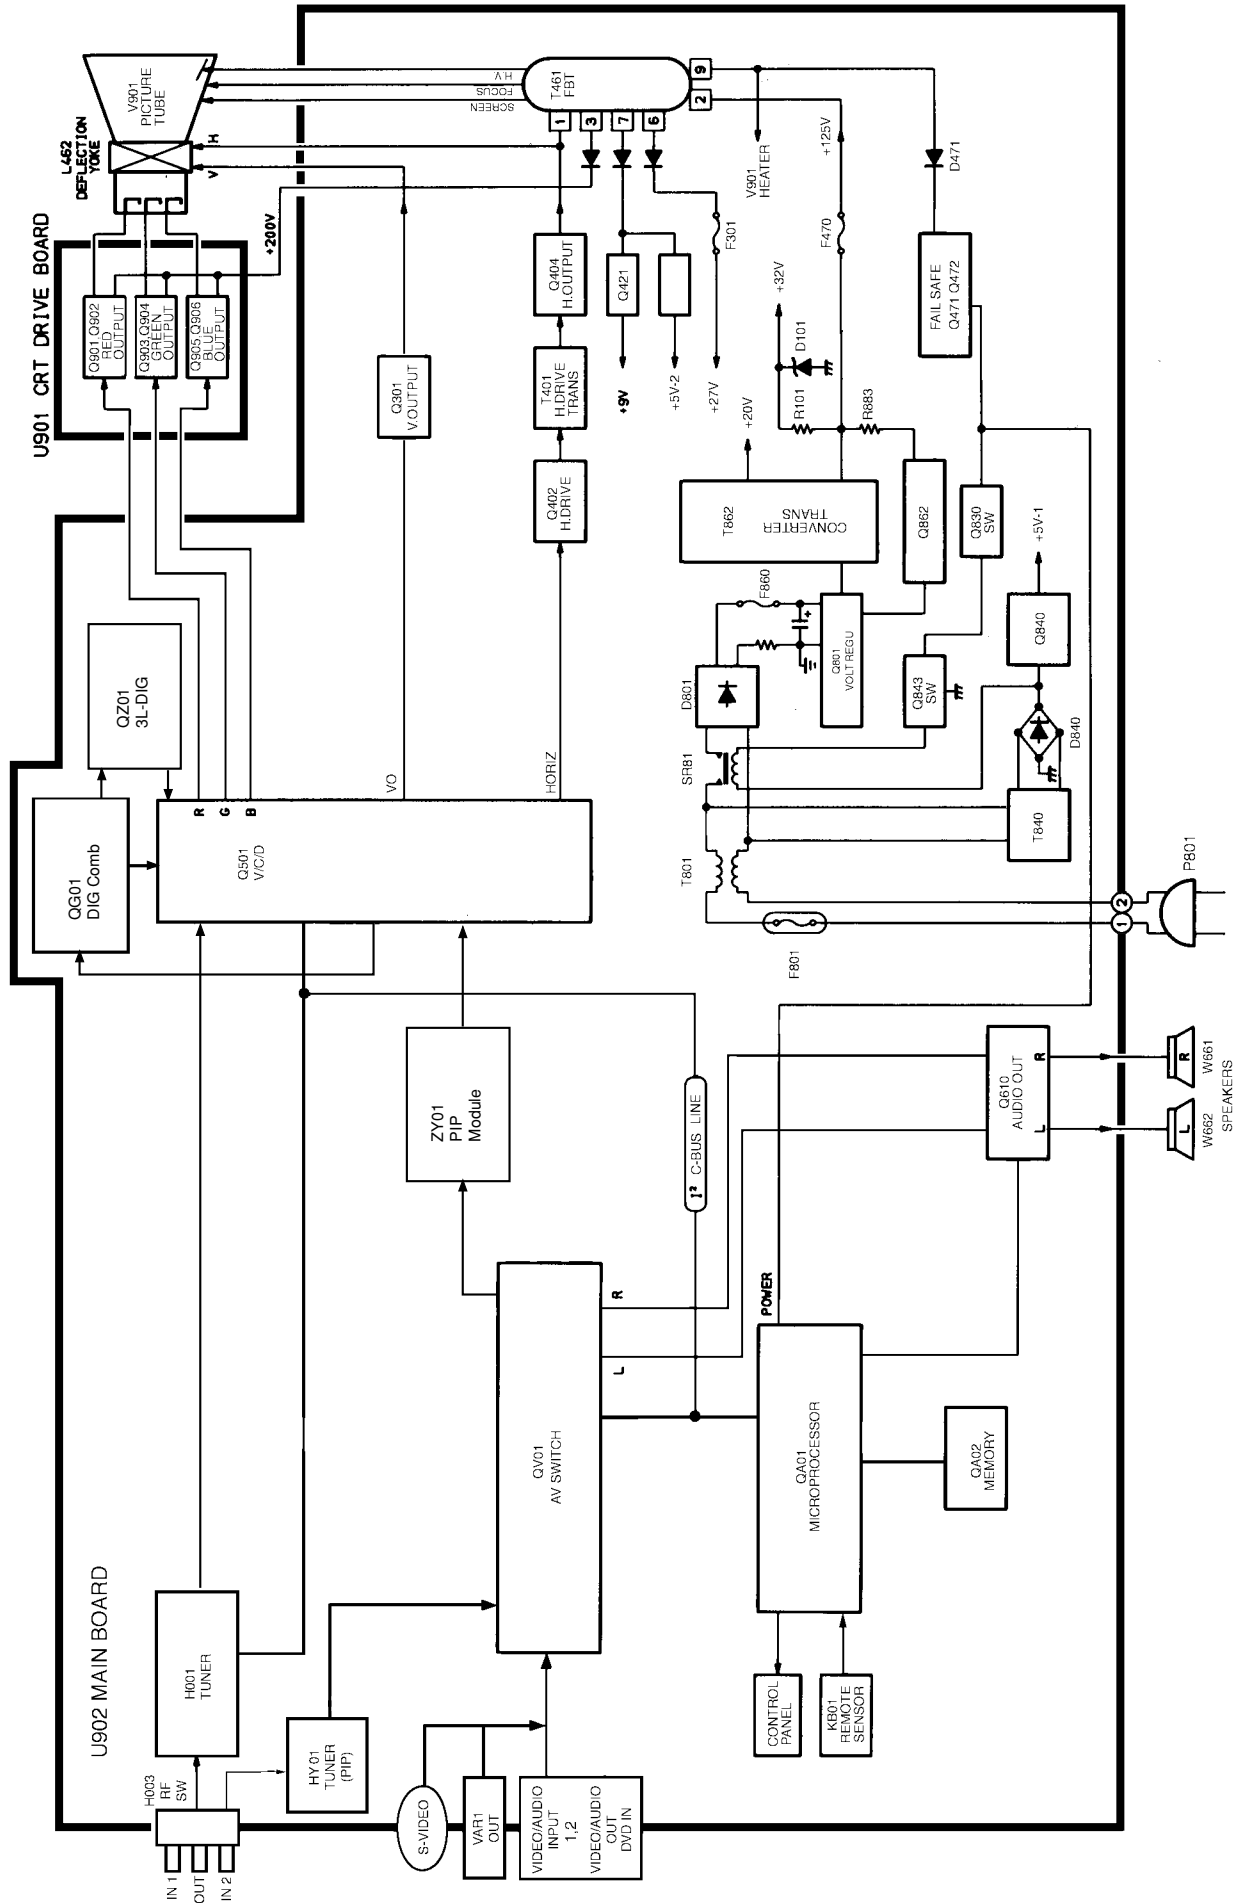 U901 CRT DRIVE BOARD
L462
DEFLECTION
YOKE
V901
PICTURE
TUBE
H
V
+200V
Q901,Q902
RED
OUTPUT
Q903,Q904
GREEN
OUTPUT
Q905,Q906
BLUE
OUTPUT
H.V.
FOCUS
SCREEN
T461
FBT
1
3
7
6
2
9
V901
HEATER
+125V
D471
F301
F470
Q404
H.OUTPUT
Q421
+32V
D101
FAIL SAFE
Q471 Q472
Q301
V.OUTPUT
T401
H.DRIVE
TRANS
+9V
+5V-2
+27V
+20V
R101
R883
Q402
H.DRIVE
T862
CONVERTER
TRANS
Q862
Q830
SW
+5V-1
F860
+
Q801
VOLT REGU
Q840
D801
Q843
SW
D840
SR81
T840
T801
F801
1
2
P801
QZ01
3L-DIG
QG01
DIG Comb
R
G
B
VO
HORIZ
Q501
V/C/D
ZY01
PIP
Module
I² C-BUS LINE
Q610
AUDIO OUT
L
R
R
W661
L
W662
SPEAKERS
POWER
R
L
QV01
AV SWITCH
QA01
MICROPROCESSOR
QA02
MEMORY
CONTROL
PANEL
KB01
REMOTE
SENSOR
U902 MAIN BOARD
H001
TUNER
H003
RF
SW
HY01
TUNER
(PIP)
IN 1
OUT
IN 2
S-VIDEO
VAR1
OUT
VIDEO/AUDIO
INPUT
1,2
VIDEO/AUDIO
OUT
DVD IN